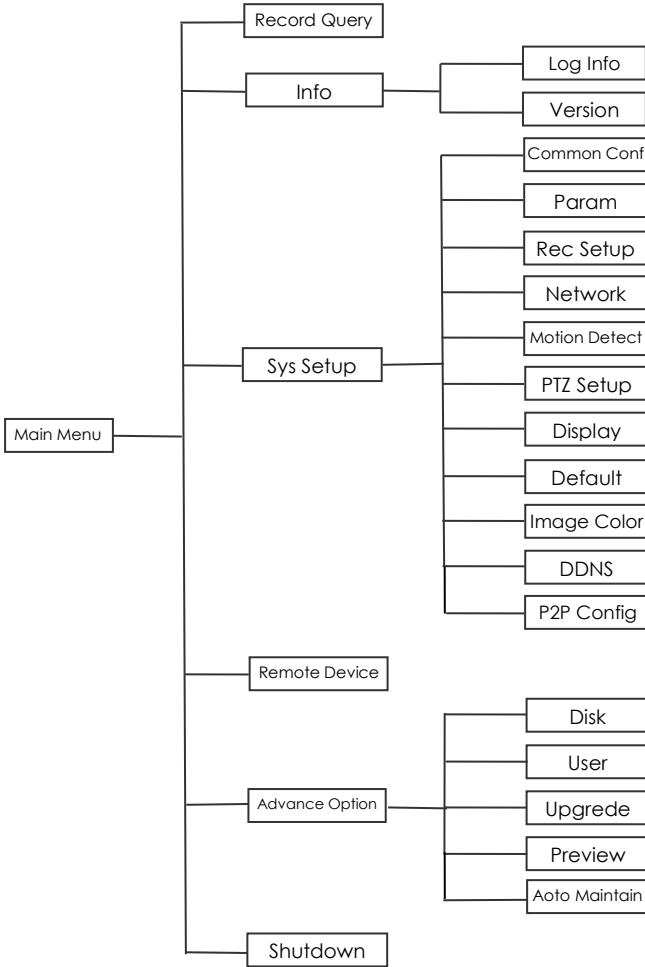 Record Query
Info
Log Info
Version
Common Conf
Param
Rec Setup
Network
Motion Detect
Sys Setup
PTZ Setup
Display
Main Menu
Default
Image Color
DDNS
P2P Config
Remote Device
Disk
User
Advance Option
Upgrede
Preview
Aoto Maintain
Shutdown